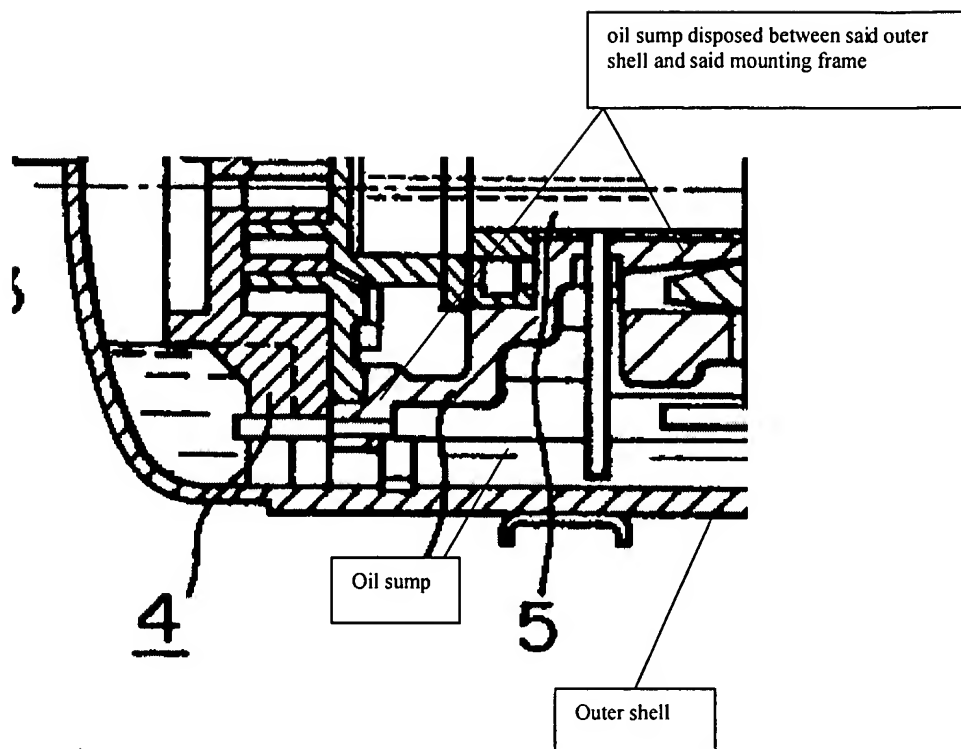 oil sump disposed between said outer
shell and said mounting frame
Oil sump
4
5
Outer shell